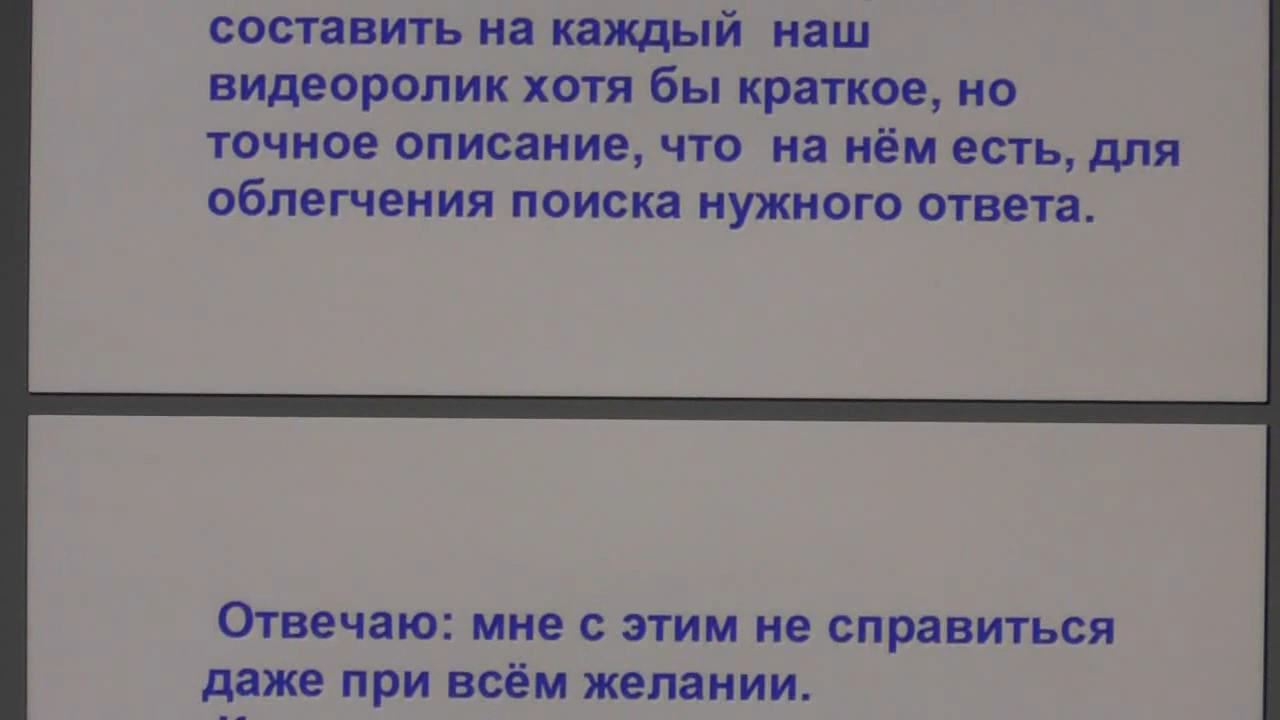 составить на каждый наш
видеоролик хотя бы краткое, но
точное описание, что на нём есть, для
облегчения поиска нужного ответа.
Отвечаю: мне с этим не справиться
даже при всём желании.